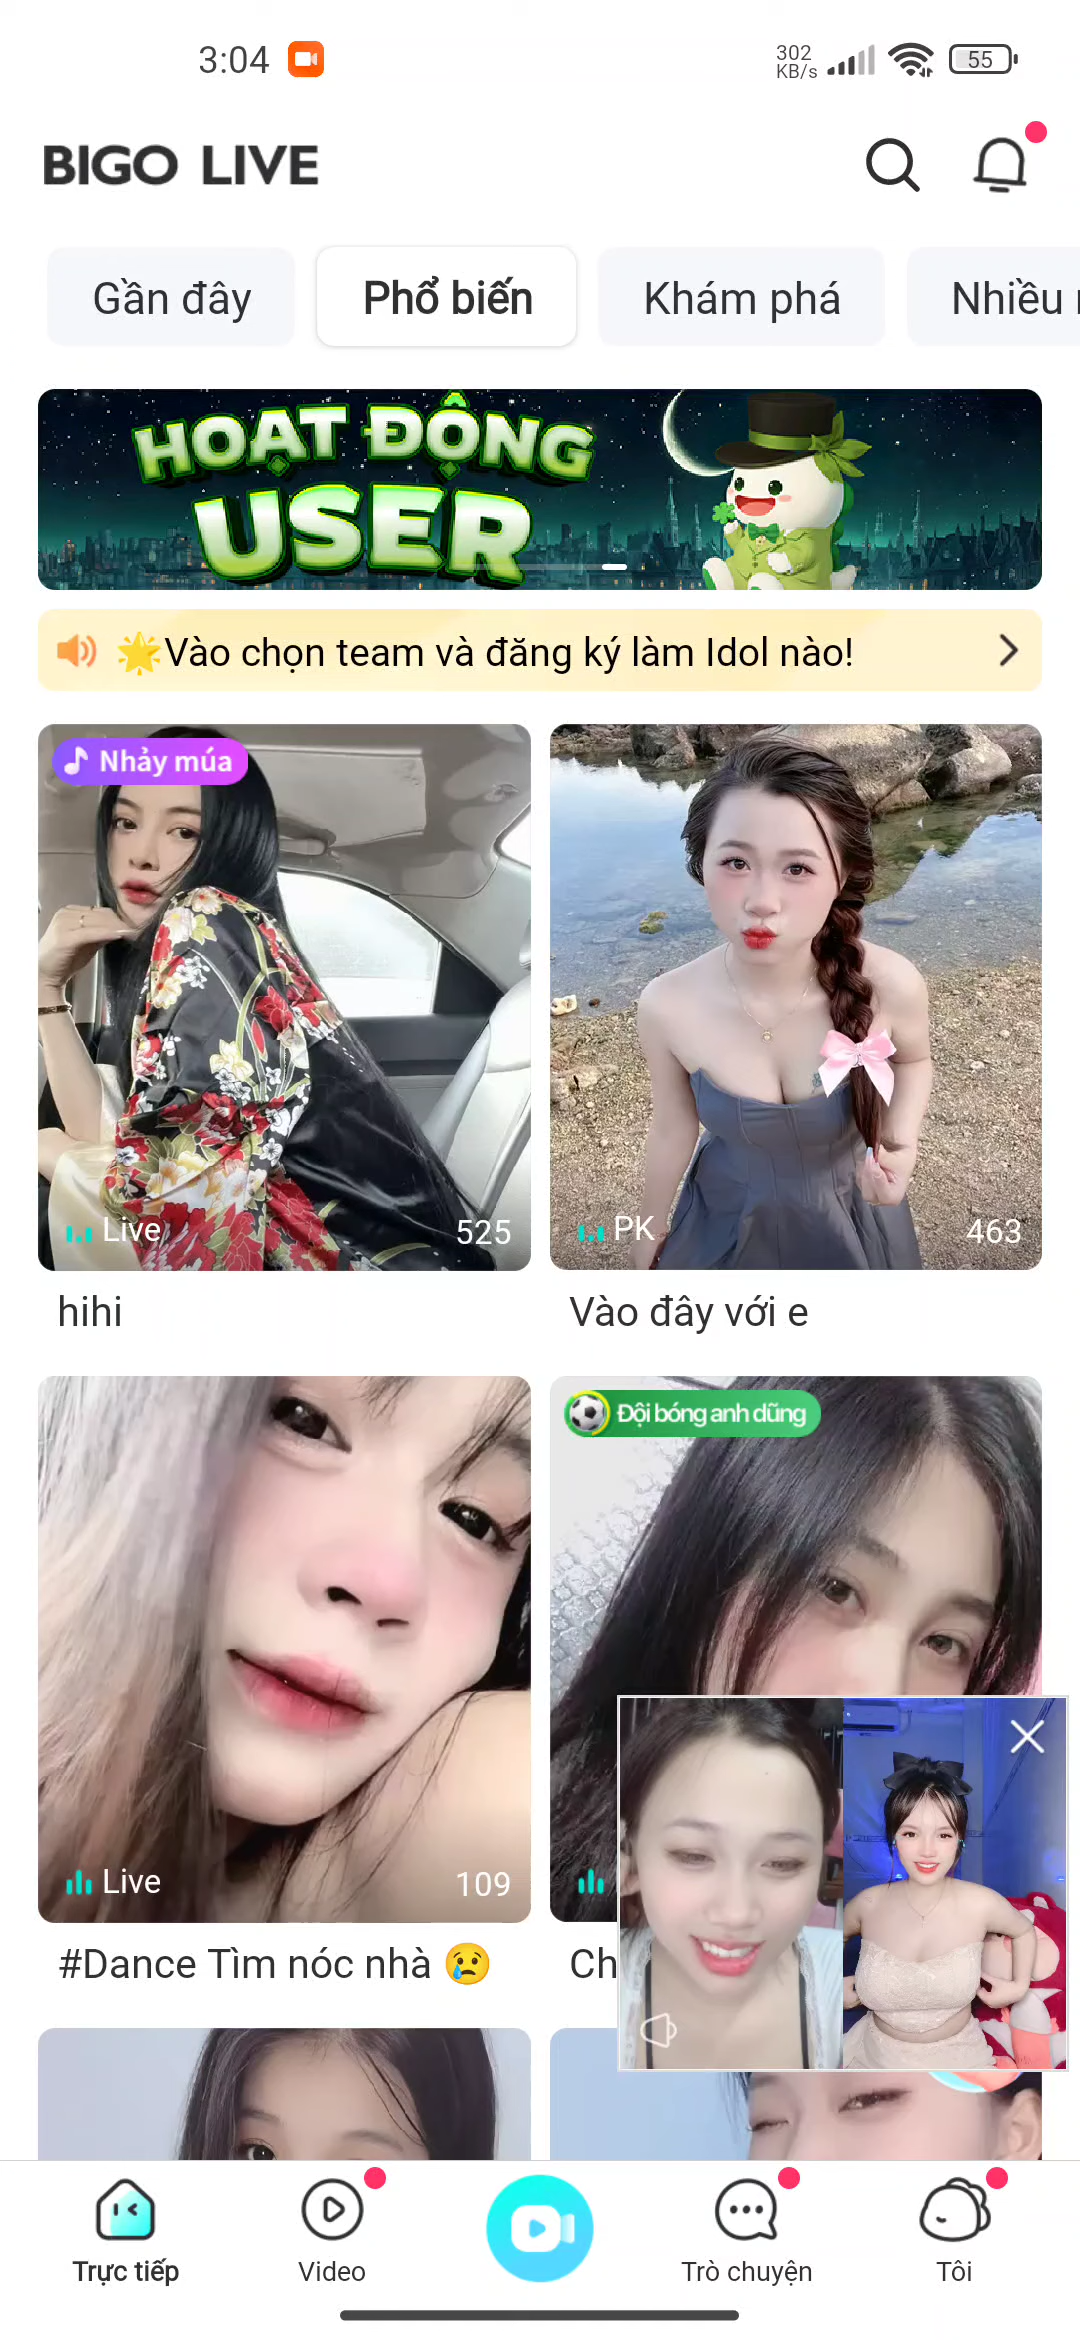 3:04
302
KB/s
55
BIGO LIVE
Gần đây
Phổ biến
Khám phá
Nhiều
HOẠT ĐỘNG
USER
🌟Vào chọn team và đăng ký làm Idol nào!
Nhảy múa
Live
525
PK
463
hihi
Vào đây với e
Đội bóng anh dũng
Live
109
#Dance Tìm nóc nhà 😢
Ch
Trực tiếp
Video
Trò chuyện
Tôi